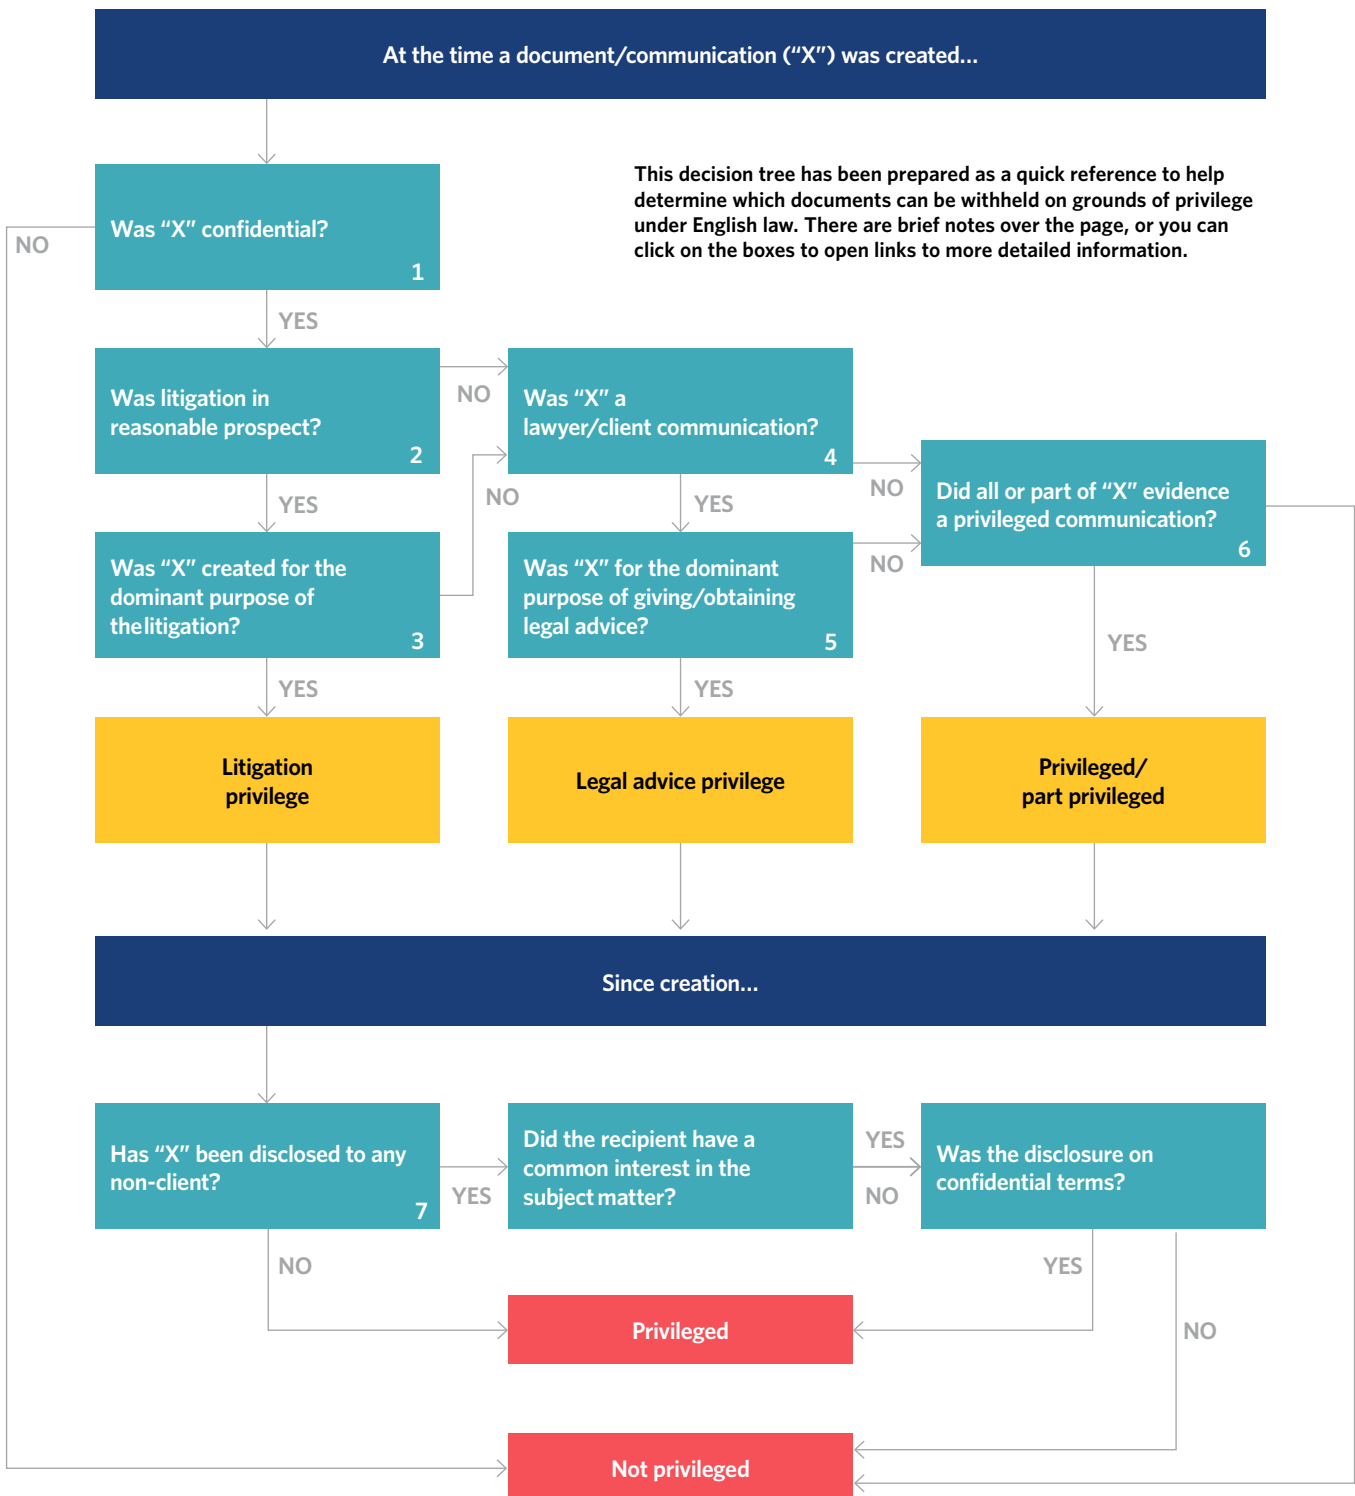 At the time a document/communication (“X”) was created...
This decision tree has been prepared as a quick reference to help
determine which documents can be withheld on grounds of privilege
under English law. There are brief notes over the page, or you can
click on the boxes to open links to more detailed information.
Was “X” confidential?
1
NO
YES
Was litigation in
reasonable prospect?
2
NO
Was “X” a
lawyer/client communication?
4
NO
Did all or part of “X” evidence
a privileged communication?
6
YES
NO
YES
Was “X” created for the
dominant purpose of
the litigation?
3
Was “X” for the dominant
purpose of giving/obtaining
legal advice?
5
NO
YES
YES
YES
Litigation
privilege
Legal advice privilege
Privileged/
part privileged
Since creation...
Has “X” been disclosed to any
non-client?
7
YES
Did the recipient have a
common interest in the
subject matter?
YES
NO
Was the disclosure on
confidential terms?
NO
YES
NO
Privileged
Not privileged